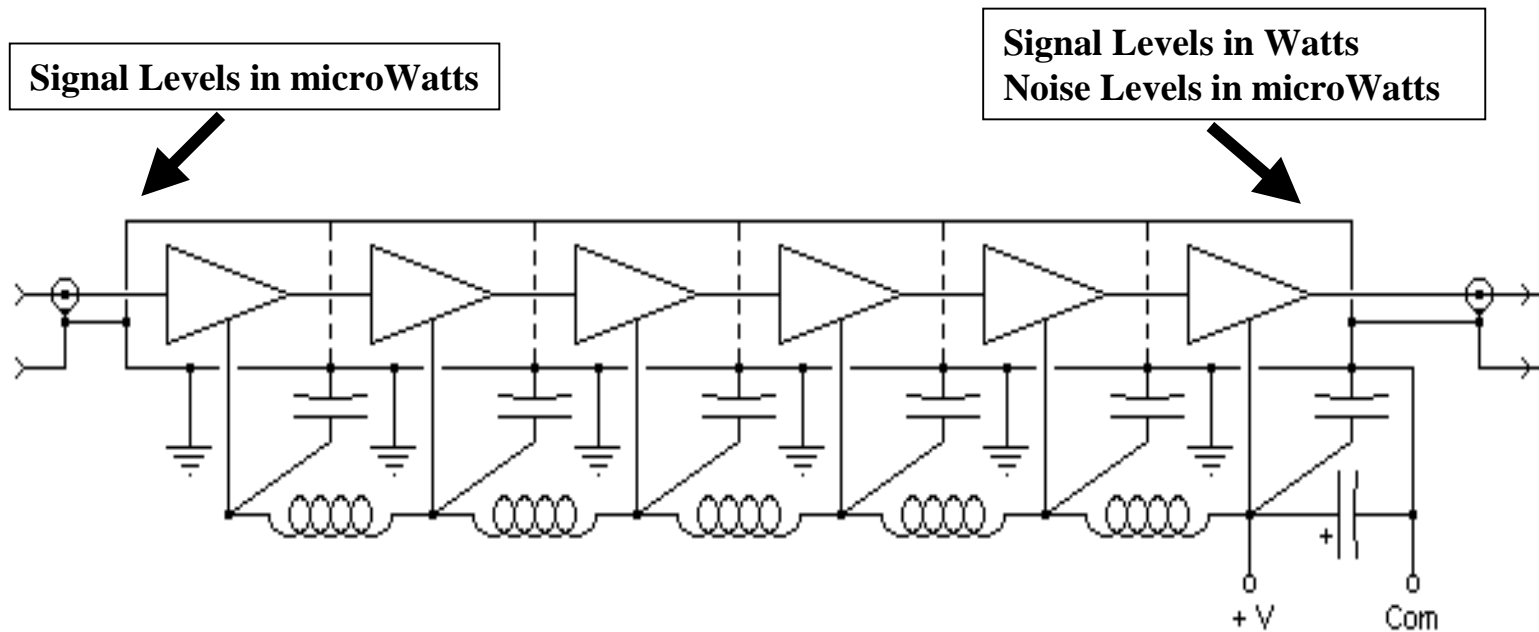 Signal Levels in microWatts
Signal Levels in Watts
Noise Levels in microWatts
+
+ V
Com